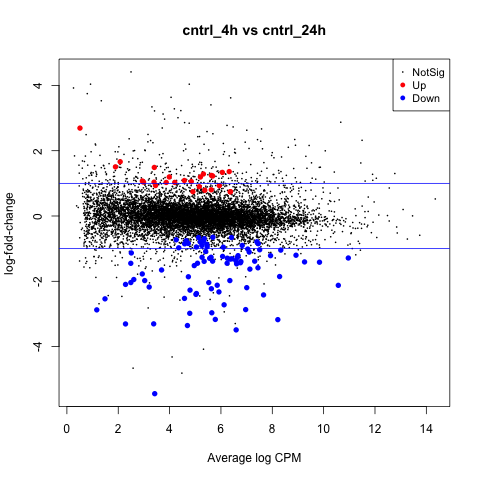 cntrl_4h vs cntrl_24h
NotSig
Up
Down
4
2
0
-2
-4
log-fold-change
0 2 4 6 8 10 12 14
Average log CPM